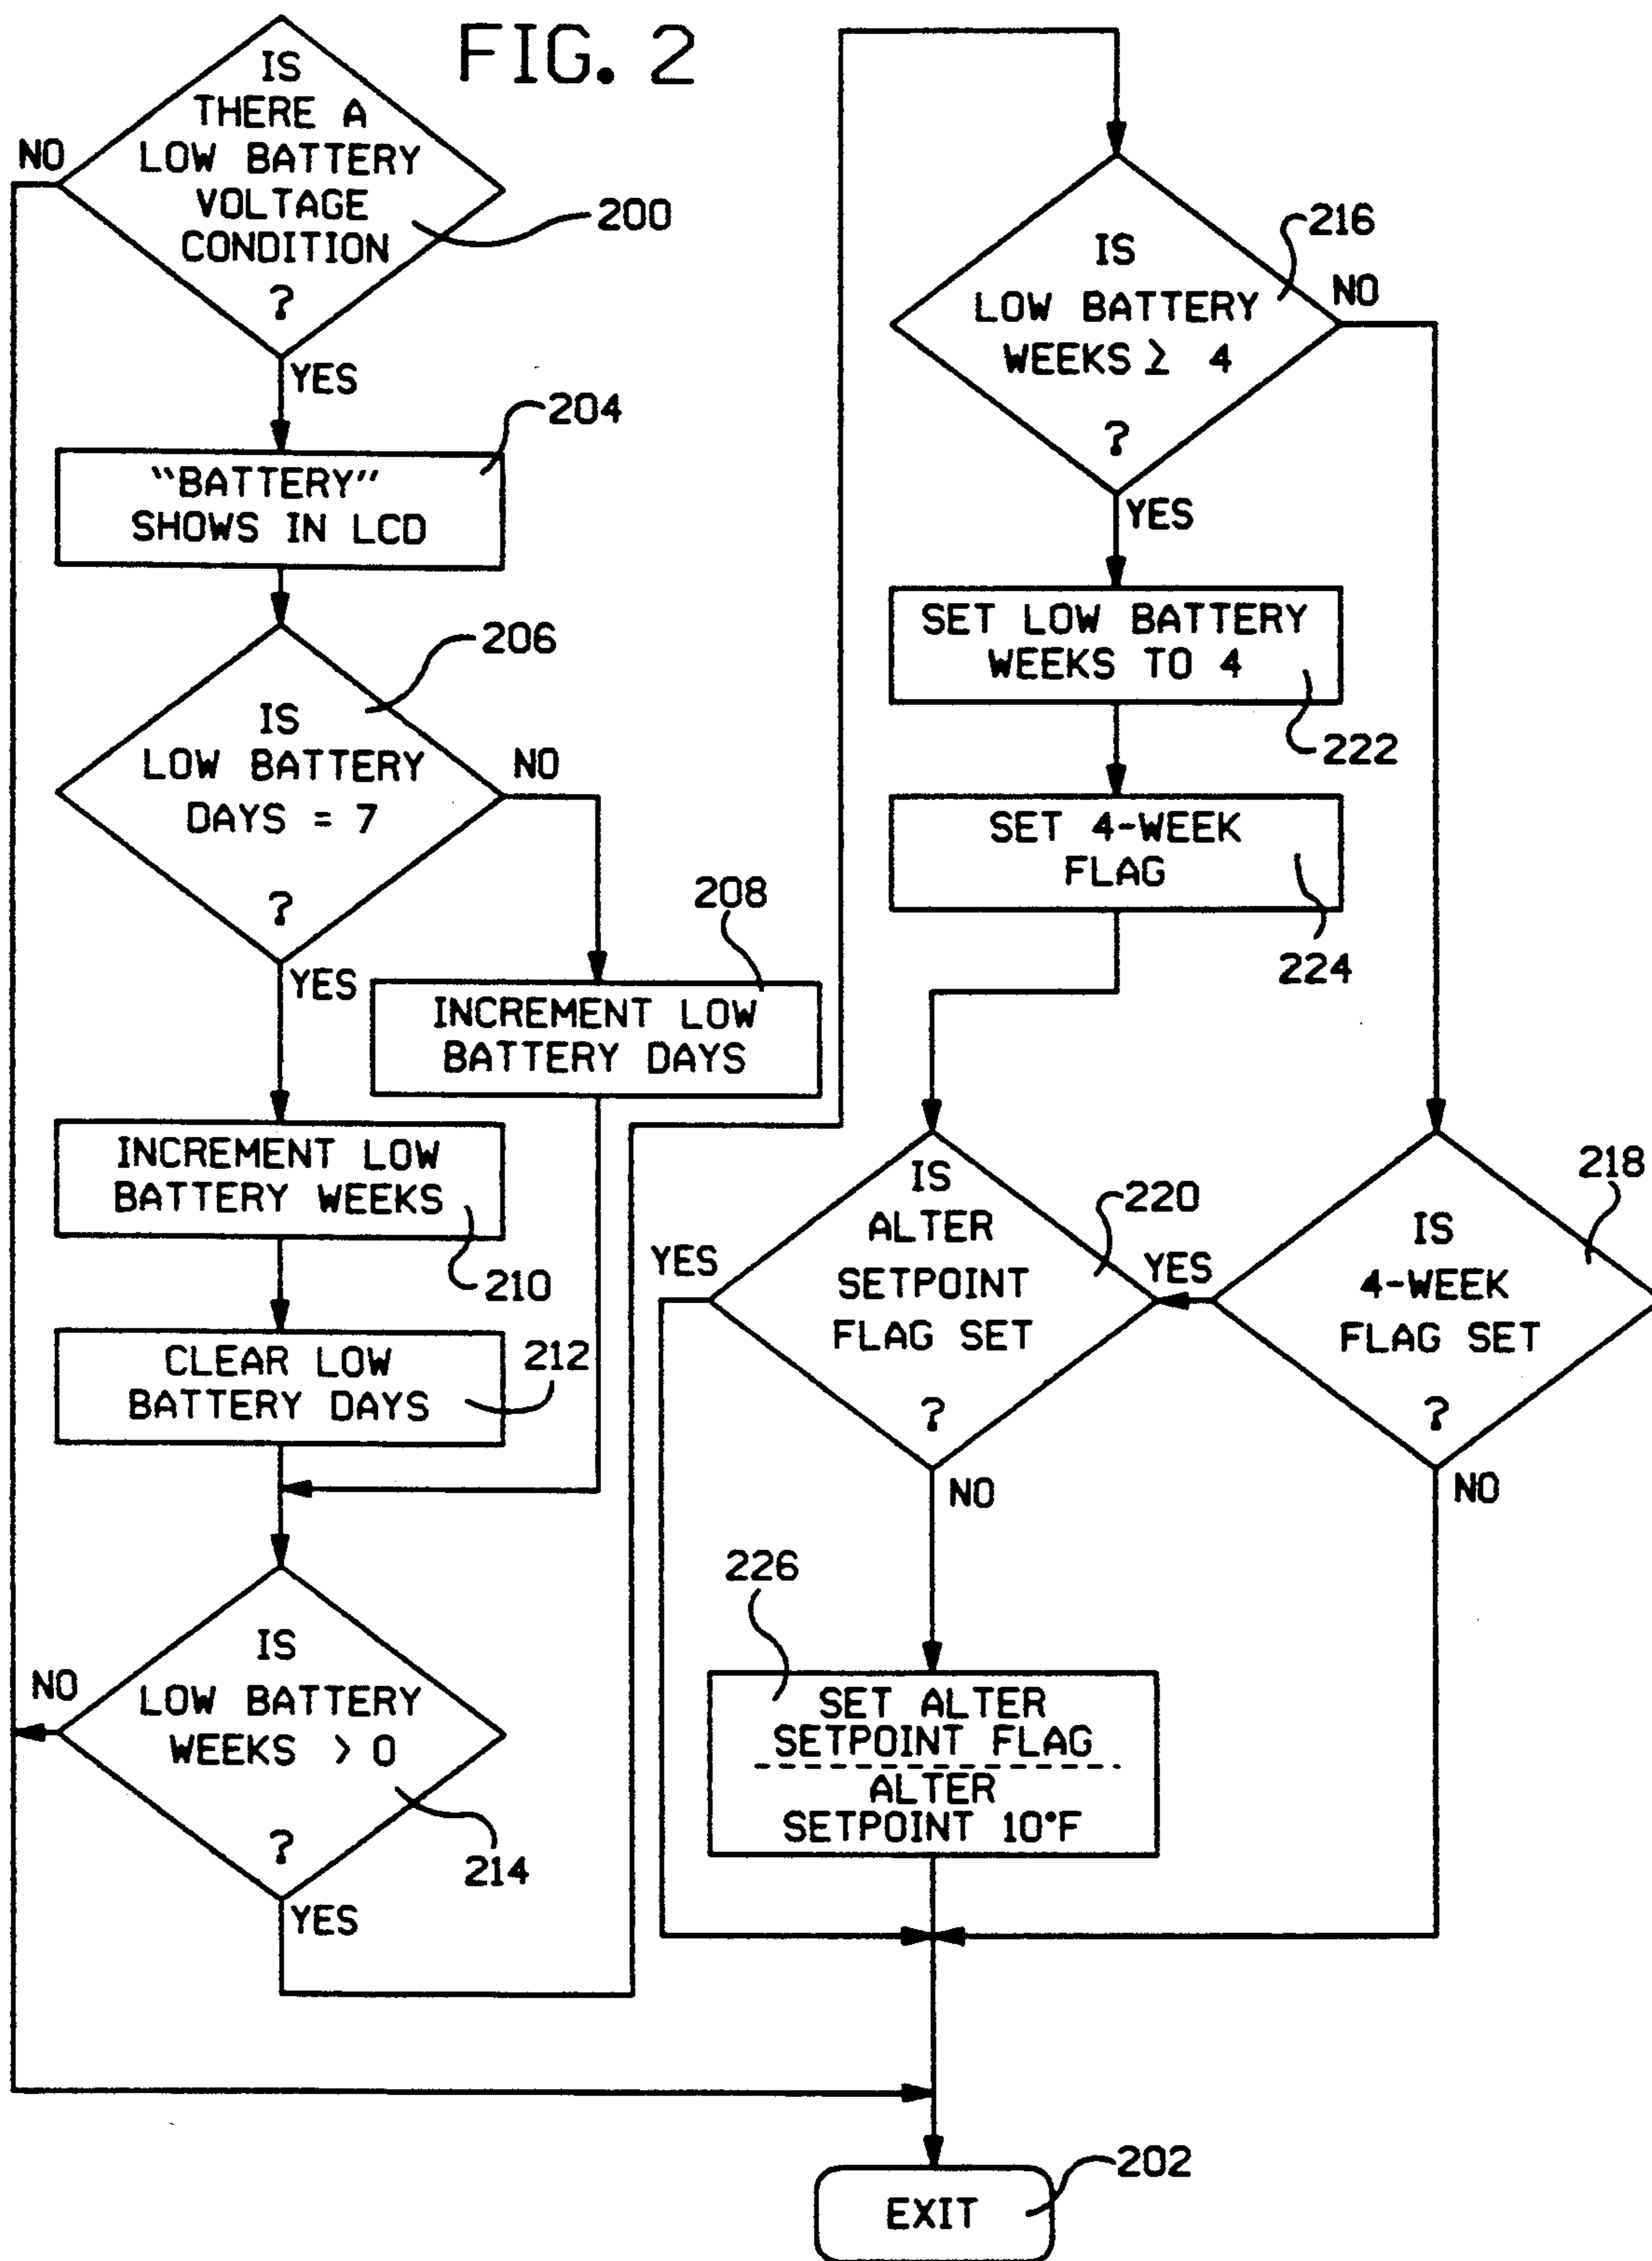 FIG. 2
IS
THERE A
LOW BATTERY
VOLTAGE
CONDITION
?
200
NO
YES
204
"BATTERY"
SHOWS IN LCD
206
IS
LOW BATTERY
DAYS = 7
?
NO
YES
208
INCREMENT LOW
BATTERY DAYS
INCREMENT LOW
BATTERY WEEKS
210
CLEAR LOW
BATTERY DAYS
212
IS
LOW BATTERY
WEEKS > 0
?
NO
214
YES
216
IS
LOW BATTERY
WEEKS ≥ 4
?
NO
YES
SET LOW BATTERY
WEEKS TO 4
222
SET 4-WEEK
FLAG
224
218
IS
4-WEEK
FLAG SET
?
YES
NO
220
IS
ALTER
SETPOINT
FLAG SET
?
YES
NO
226
SET ALTER
SETPOINT FLAG
ALTER
SETPOINT 10°F
202
EXIT